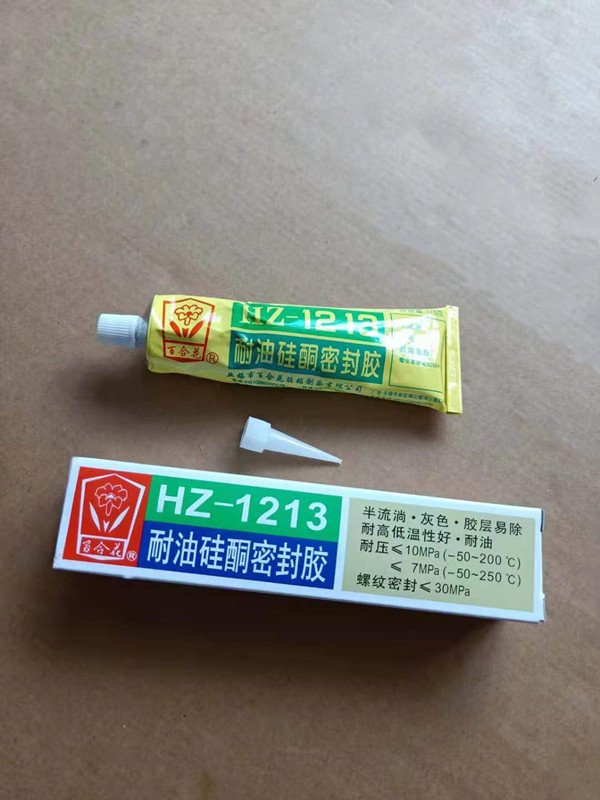 HZ-1213
耐油硅酮密封胶
百合花®
HZ-1213
耐油硅酮密封胶
百合花®
半流淌·灰色·胶层易除
耐高低温性好·耐油
耐压≤10MPa(-50~200℃)
≤ 7MPa(-50~250℃)
螺纹密封≤30MPa